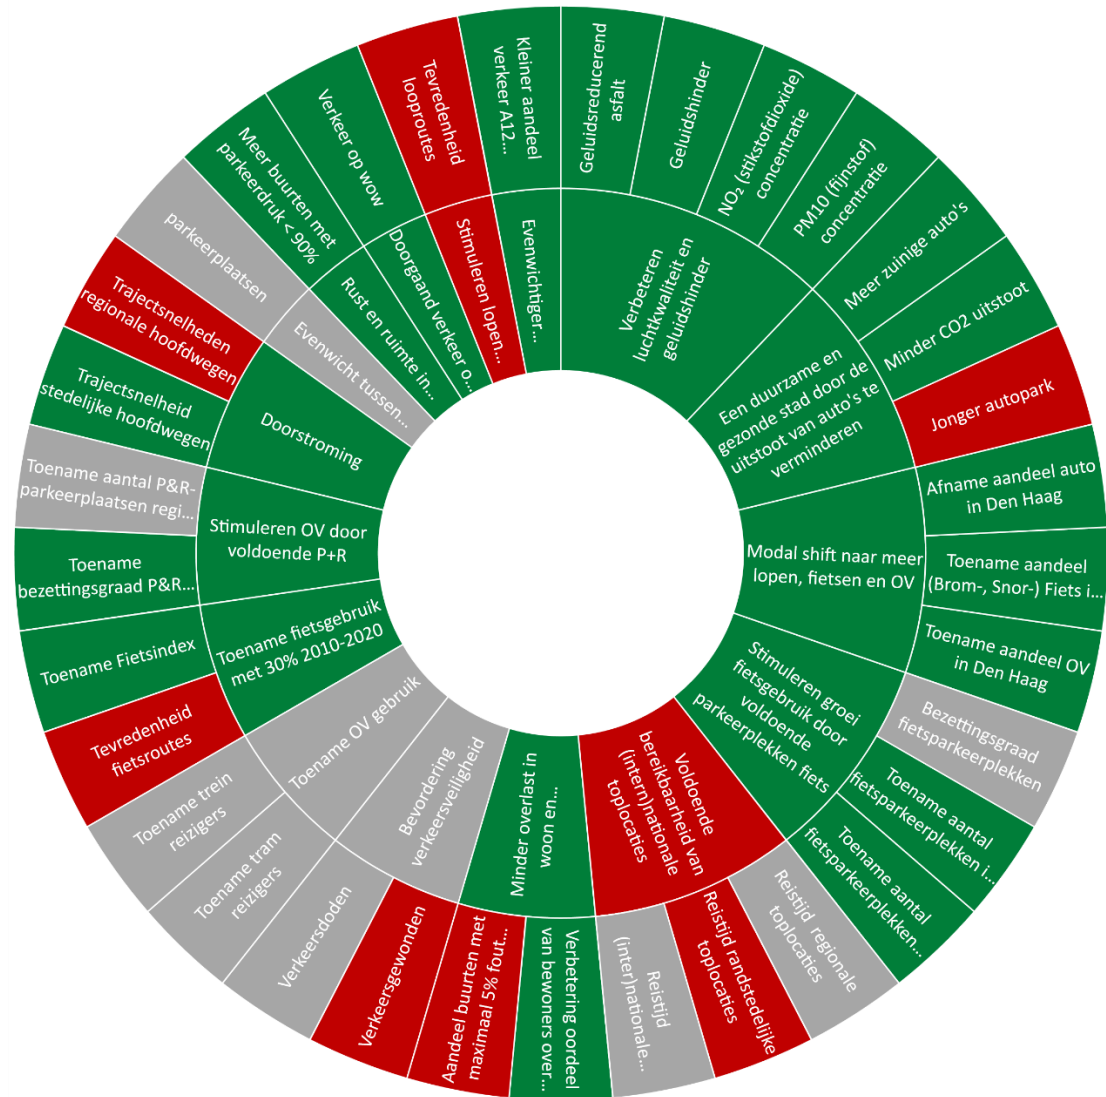 Geluidsreducerend
asfalt
Geluidshinder
NO₂ (stikstofdioxide)
concentratie
PM10 (fijnstof)
concentratie
Meer zuinige auto's
Minder CO2 uitstoot
Jonger autopark
Afname aandeel auto
in Den Haag
Toename aandeel
(Brom-, Snor-) Fiets i...
Toename aandeel OV
in Den Haag
Bezettingsgraad
fietsparkeerplekken
Toename aantal
fietsparkeerplekken i...
Toename aantal
fietsparkeerplekken...
Reistijd regionale
toplocaties
Reistijd randstedelijke
toplocaties
Reistijd
(inter)nationale...
Verbetering oordeel
van bewoners over...
Aandeel buurten met
maximaal 5% fout...
Verkeersgewonden
Verkeersdoden
Toename tram
reizigers
Toename trein
reizigers
Tevredenheid
fietsroutes
Toename Fietsindex
Toename
bezettingsgraad P&R...
Toename aantal P&R-
parkeerplaatsen regi...
Trajectsnelheid
stedelijke hoofdwegen
Trajectsnelheden
regionale hoofdwegen
parkeerplaatsen
Meer buurten met
parkeerdruk < 90%
Verkeer op wow
Tevredenheid
looproutes
Kleiner aandeel
verkeer A12...
Verbeteren
luchtkwaliteit en
geluidshinder
Een duurzame en
gezonde stad door de
uitstoot van auto's te
verminderen
Modal shift naar meer
lopen, fietsen en OV
Stimuleren groei
fietsgebruik door
voldoende
parkeerplekken fiets
Voldoende
bereikbaarheid van
(intern)nationale
toplocaties
Minder overlast in
woon en...
Bevordering
verkeersveiligheid
Toename OV gebruik
Toename fietsgebruik
met 30% 2010-2020
Stimuleren OV door
voldoende P+R
Doorstroming
Evenwicht tussen...
Rust en ruimte in...
Doorgaand verkeer o...
Stimuleren lopen...
Evenwichtiger...